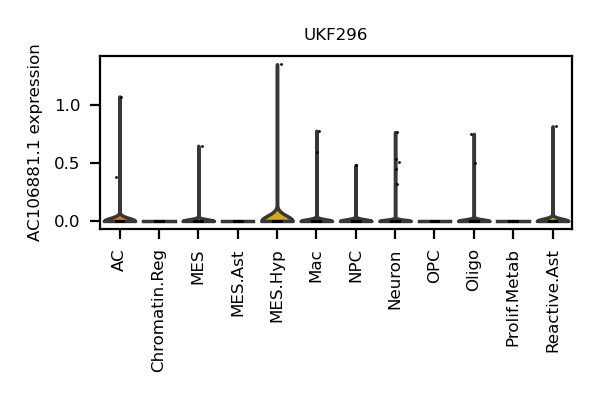 UKF296
AC106881.1 expression
1.0
0.5
0.0
AC
Chromatin.Reg
MES
MES.Ast
MES.Hyp
Mac
NPC
Neuron
OPC
Oligo
Prolif.Metab
Reactive.Ast